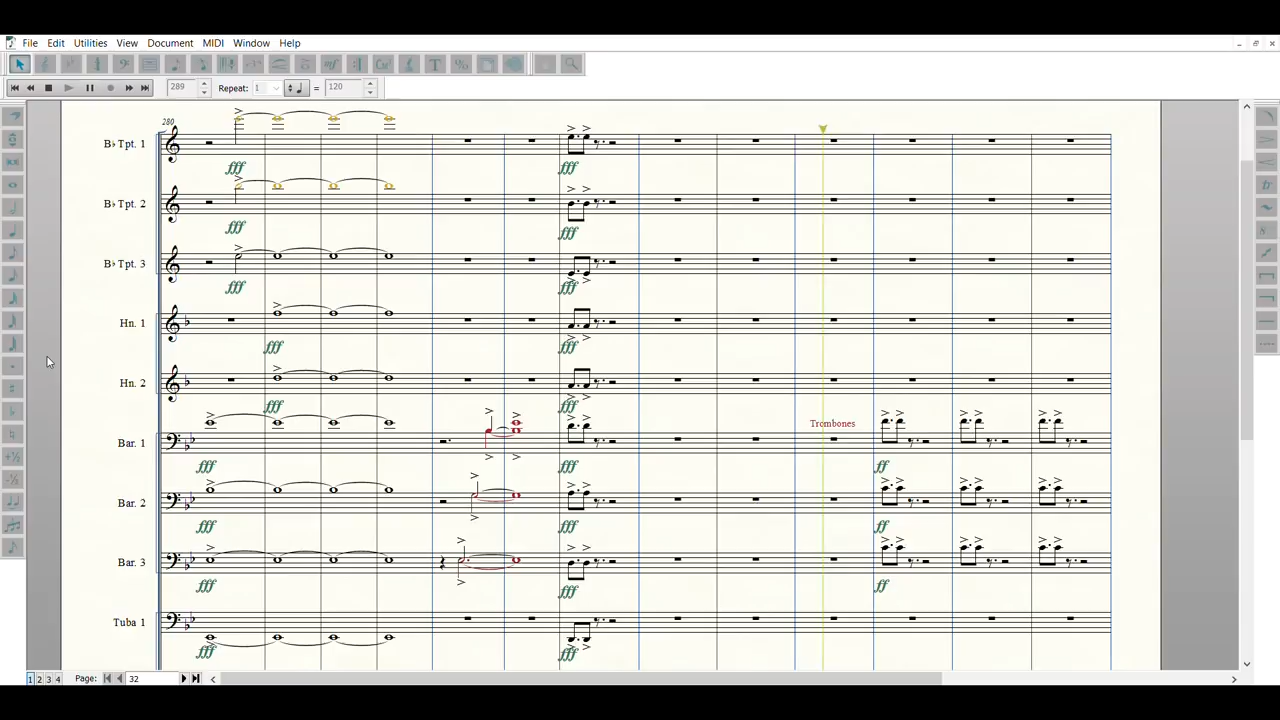 File Edit Utilities View Document MIDI Window Help
289 Repeat: 1 = 120
280
B♭ Tpt. 1
fff fff
B♭ Tpt. 2
fff fff
B♭ Tpt. 3
fff fff
Hn. 1
fff fff
Hn. 2
fff fff
Trombones
Bar. 1
fff fff ff
Bar. 2
fff fff ff
Bar. 3
fff fff ff
Tuba 1
fff fff
1 2 3 4 Page: 32